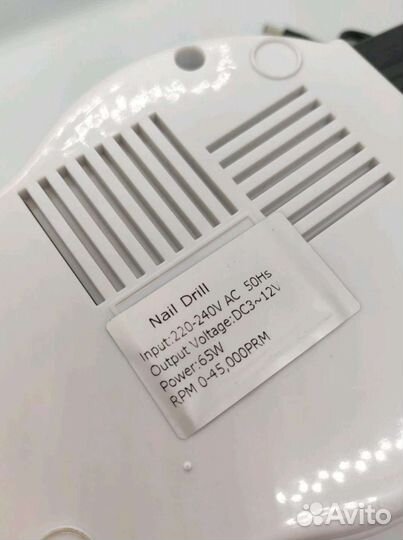 Nail Drill
Input:220-240V AC 50Hs
Output Voltage:DC3~12V
Power:65W
RPM 0-45,000PRM
Avito